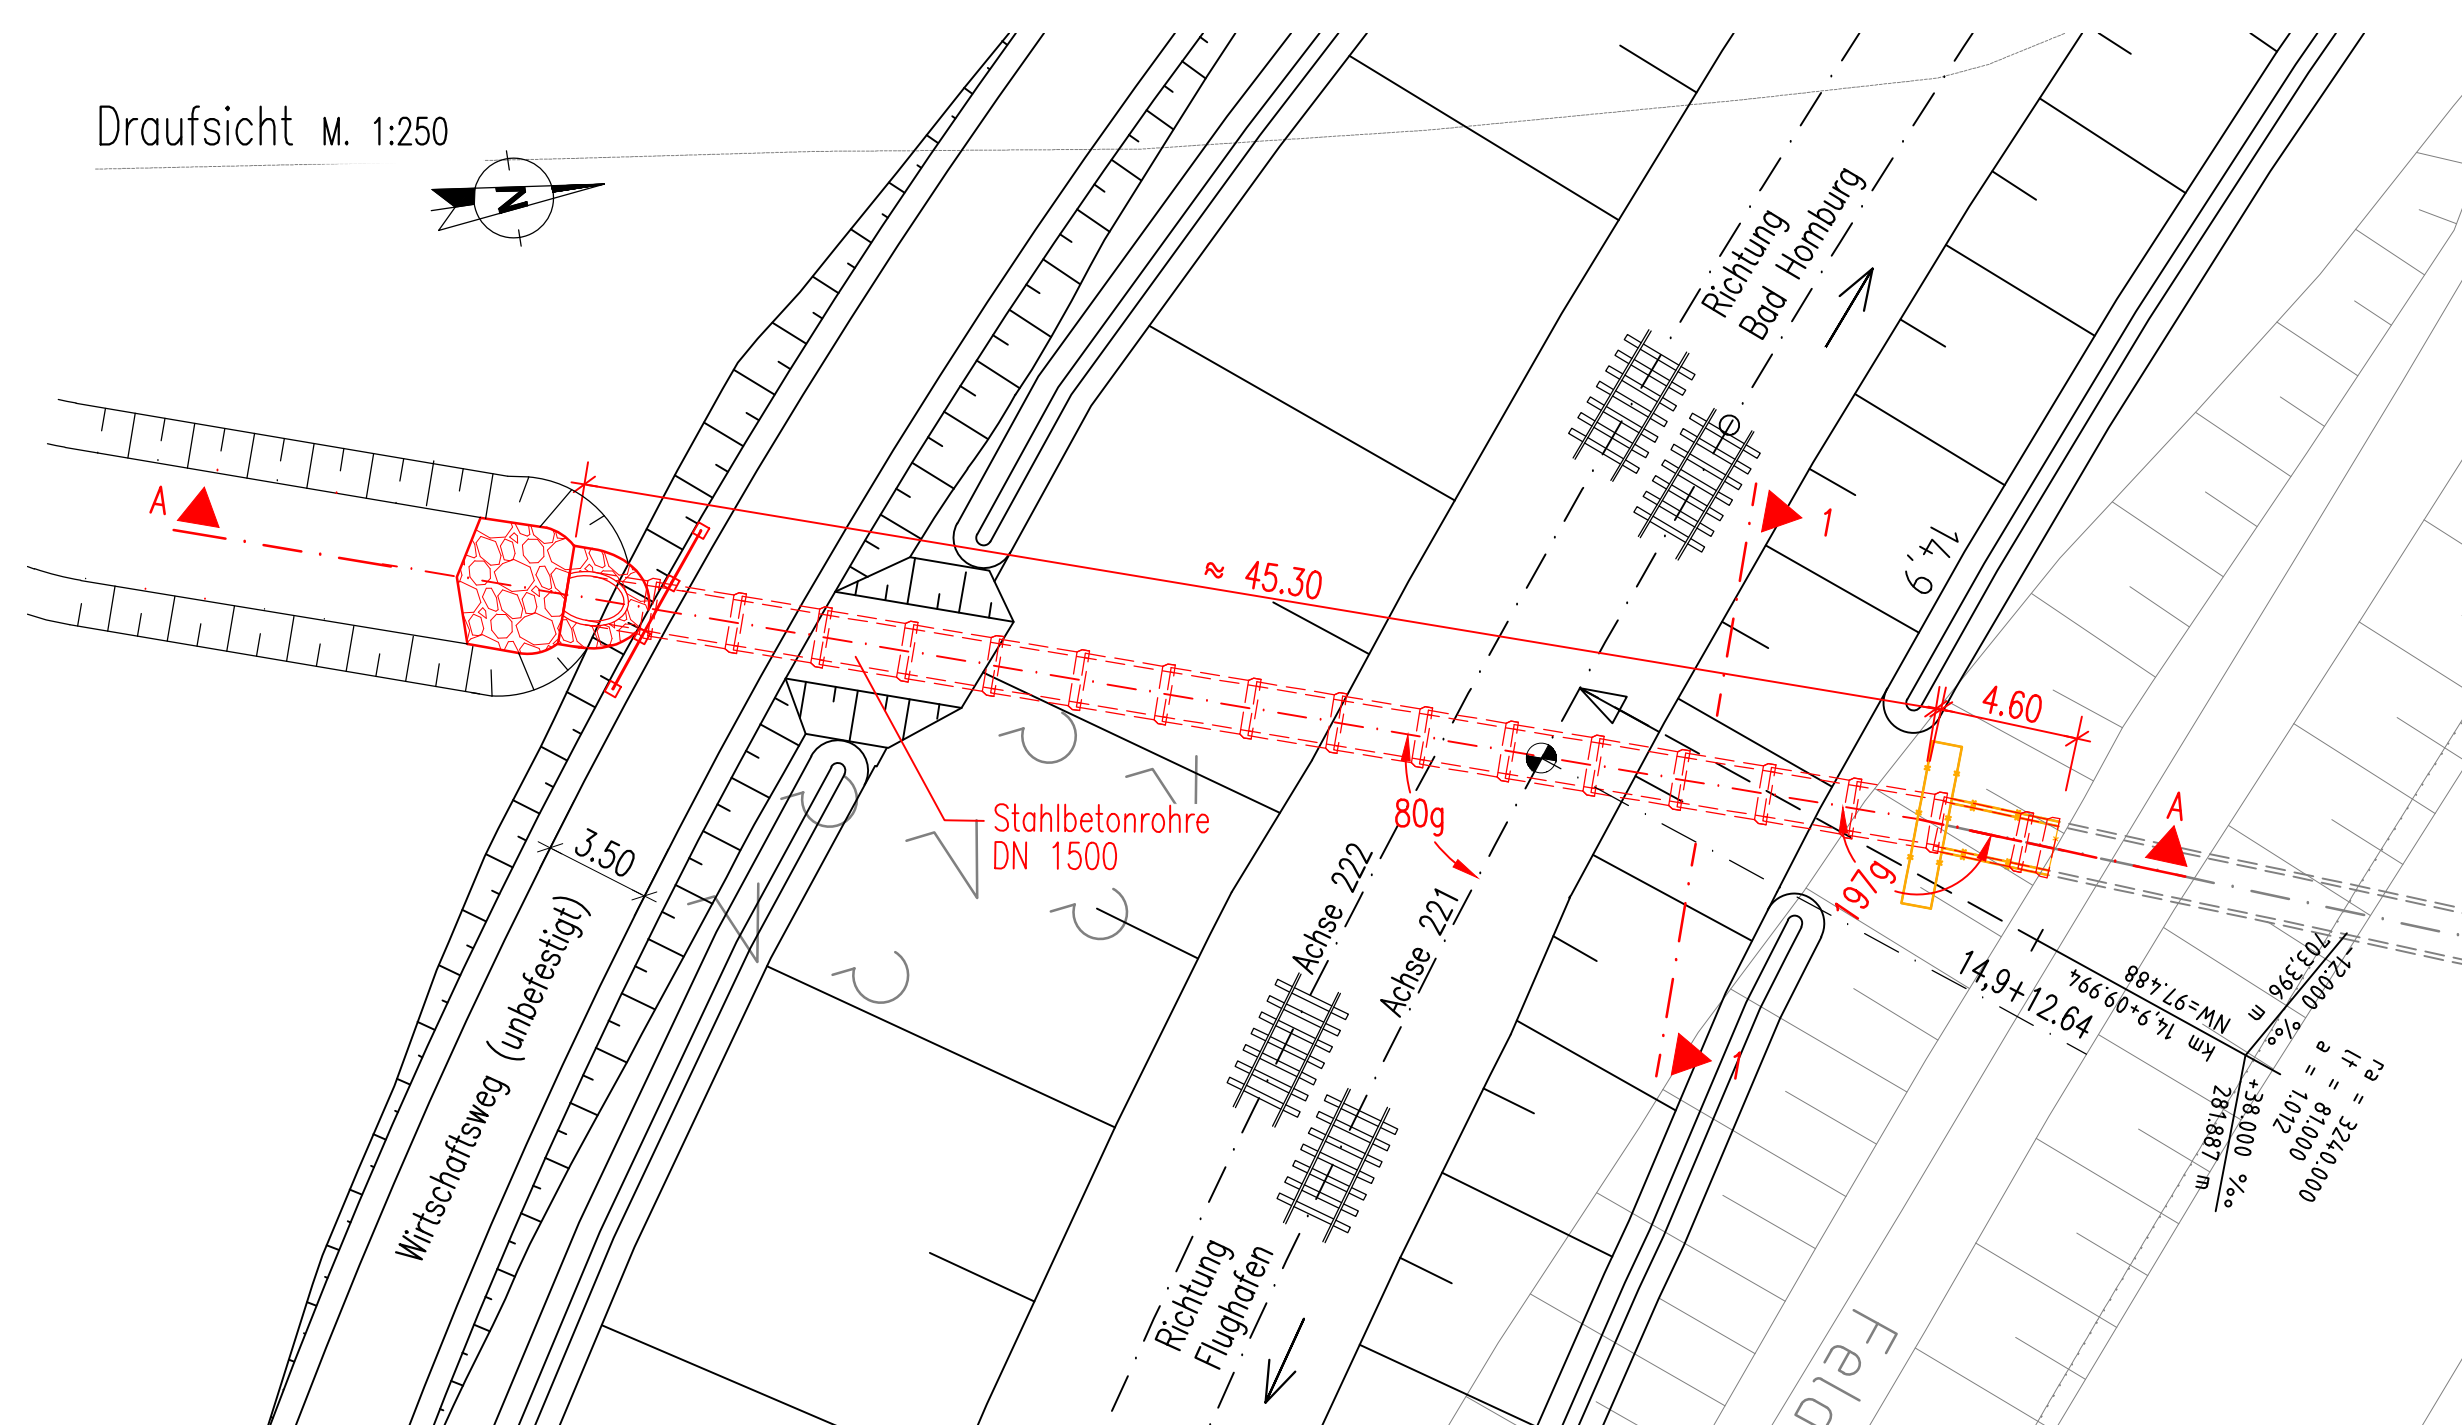 Draufsicht M. 1:250
N
Richtung
Bad Homburg
A
1
14,9
≈ 45.30
4.60
Stahlbetonrohre
DN 1500
80g
A
197g
3.50
Achse 222
Achse 221
Wirtschaftsweg (unbefestigt)
14,9+12.64
km 14,9+09.994
NW=97.488
703,396 m
-12.000 ‰
1
+38.000 ‰
281.887 m
ra = 3240.000
lt = 81.000
a = 1.012
Richtung
Flughafen
Feld